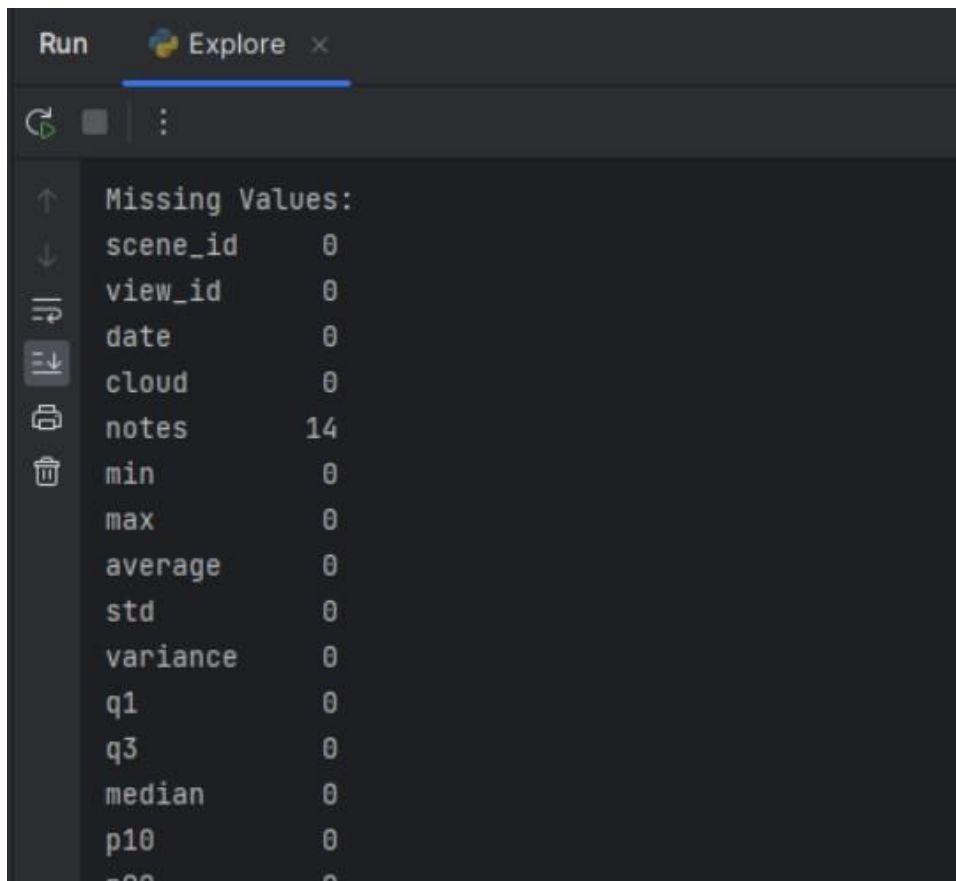 Run Explore
Missing Values:
scene_id 0
view_id 0
date 0
cloud 0
notes 14
min 0
max 0
average 0
std 0
variance 0
q1 0
q3 0
median 0
p10 0